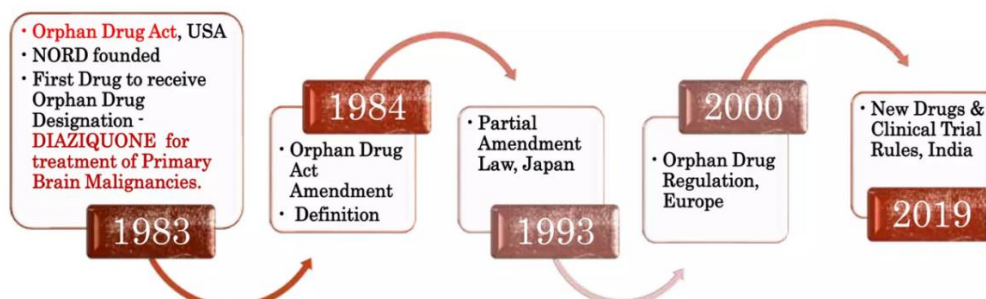 • Orphan Drug Act, USA
• NORD founded
• First Drug to receive
Orphan Drug
Designation -
DIAZIQUONE for
treatment of Primary
Brain Malignancies.
1983
1984
• Orphan Drug
Act
Amendment
• Definition
• Partial
Amendment
Law, Japan
1993
2000
• Orphan Drug
Regulation,
Europe
• New Drugs &
Clinical Trial
Rules, India
2019